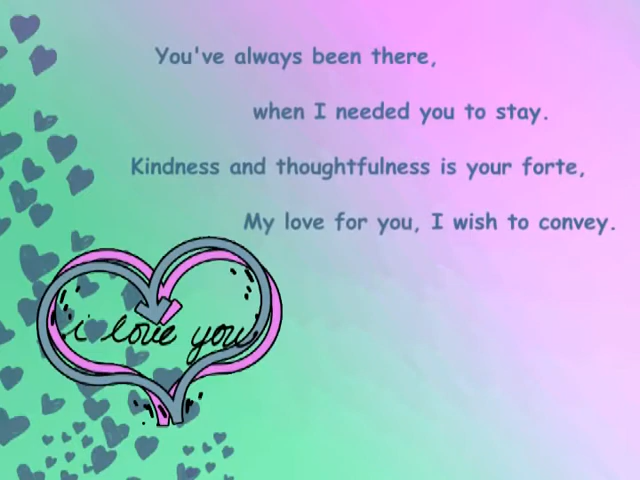 You've always been there,
when I needed you to stay.
Kindness and thoughtfulness is your forte,
My love for you, I wish to convey.
i love you